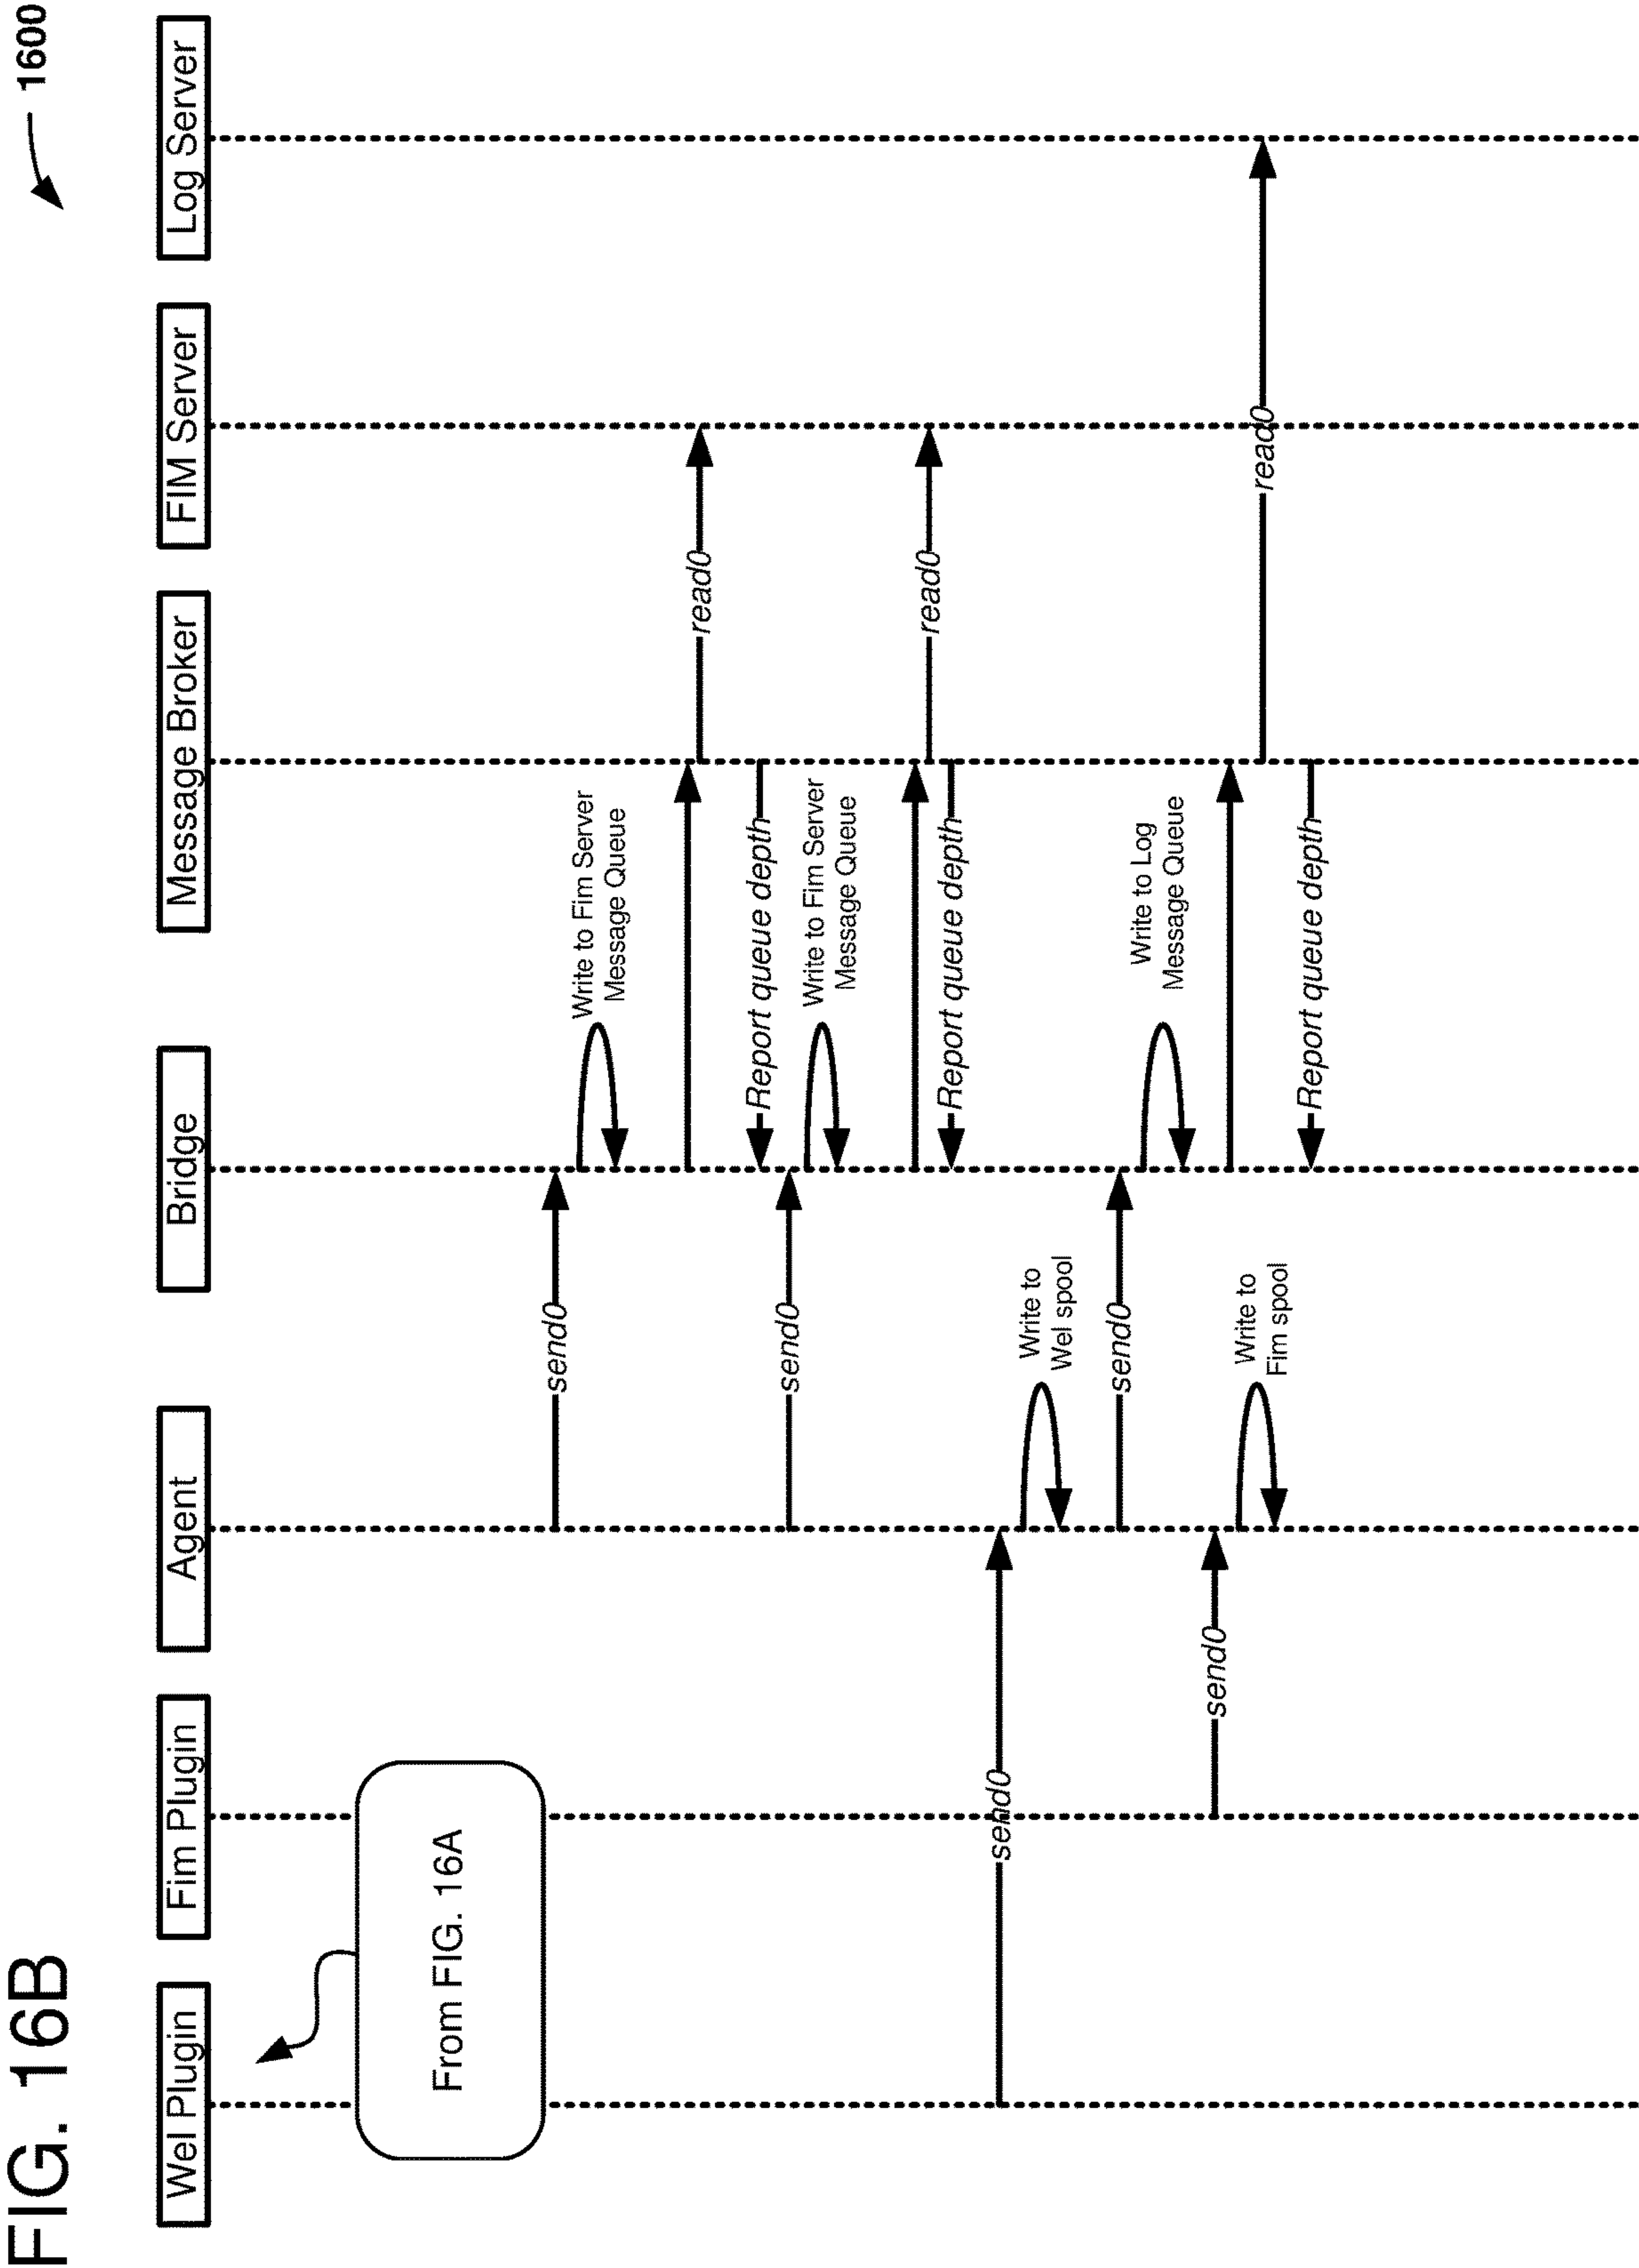 FIG. 16B
1600
Wel Plugin
Fim Plugin
Agent
Bridge
Message Broker
FIM Server
Log Server
From FIG. 16A
send0
Write to Fim Server
Message Queue
read0
Report queue depth
send0
Write to Fim Server
Message Queue
read0
Report queue depth
send0
Write to
Wel spool
send0
Write to Log
Message Queue
send0
Write to
Fim spool
read0
Report queue depth